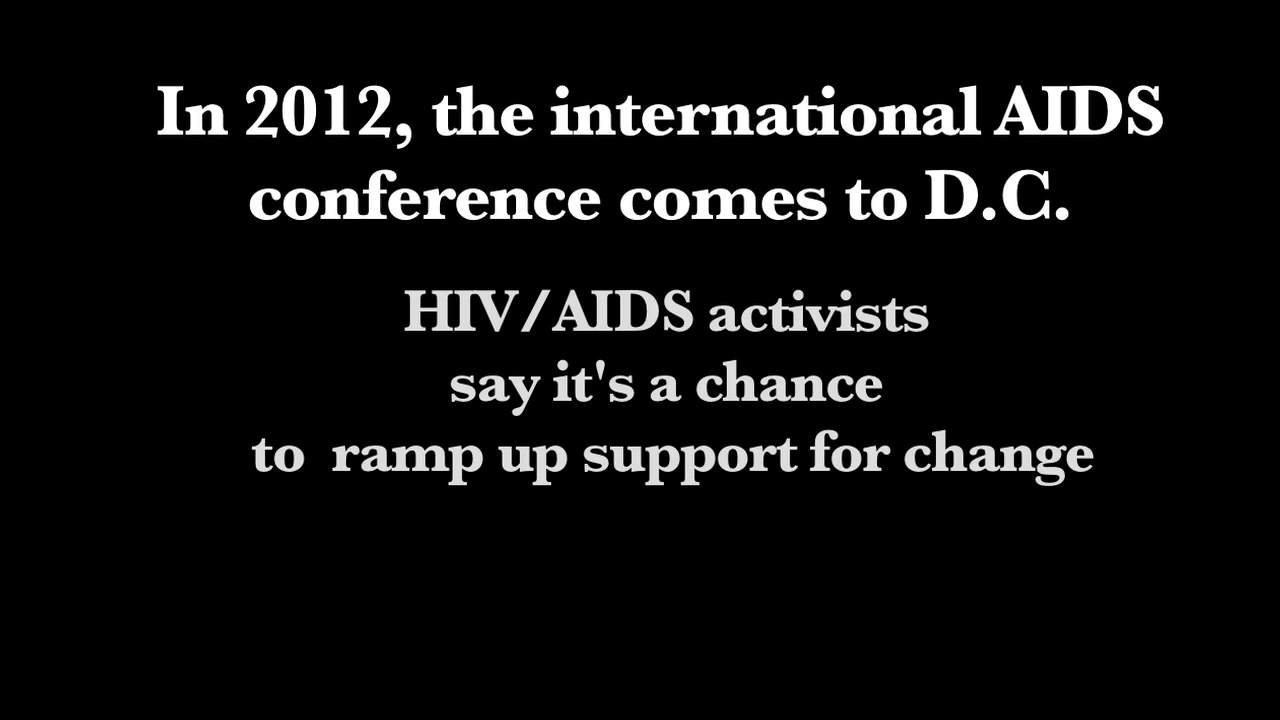 In 2012, the international AIDS
conference comes to D.C.
HIV/AIDS activists
say it's a chance
to  ramp up support for change